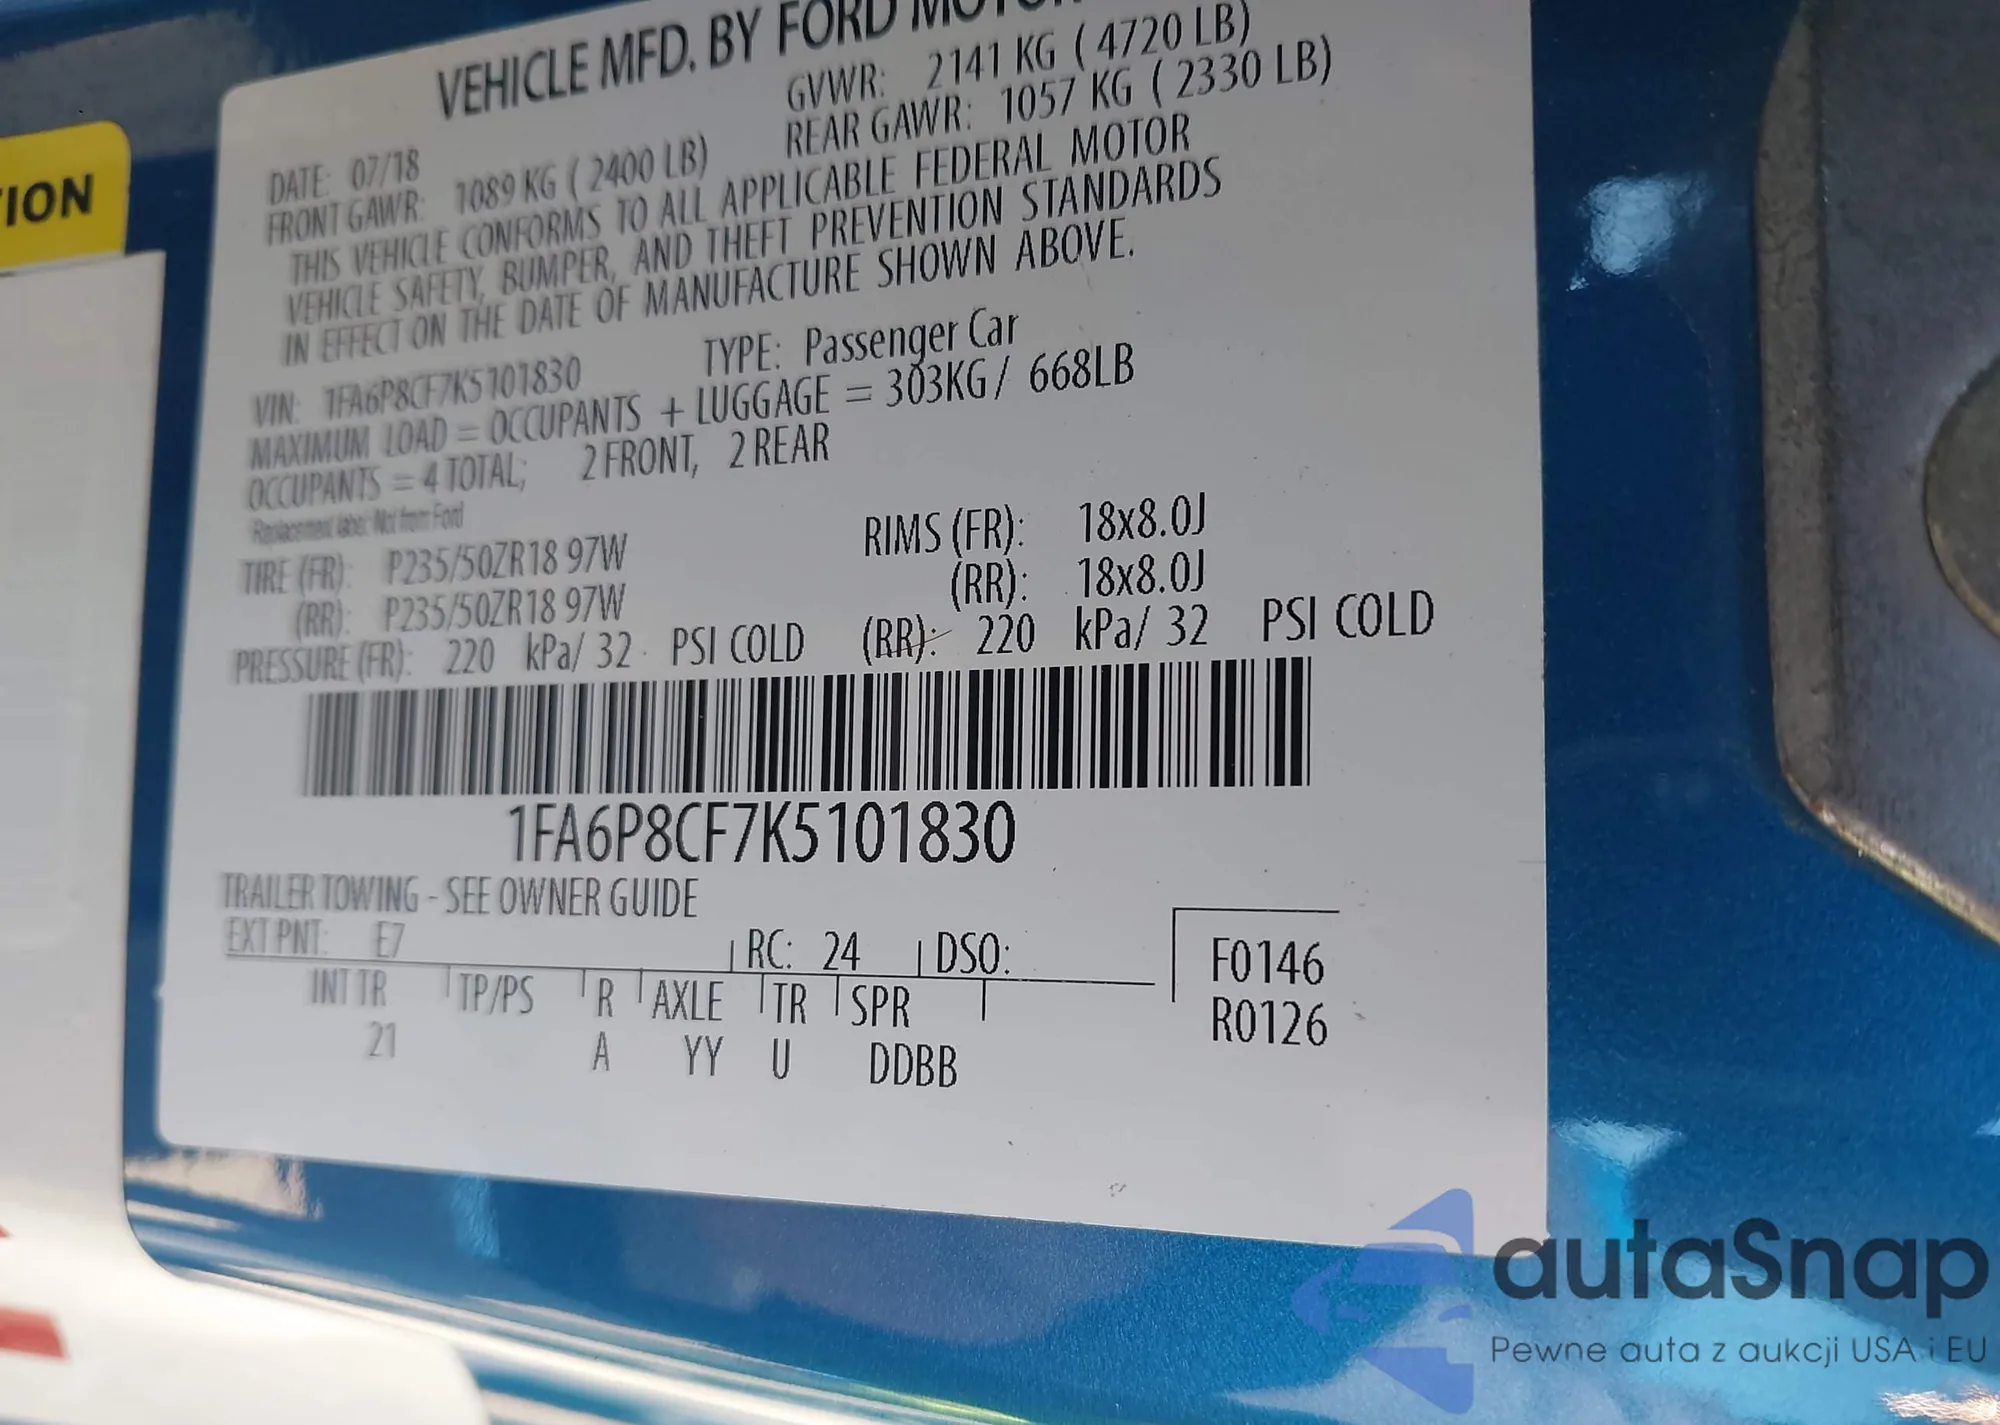 VEHICLE MFD. BY FORD MOTOR
GVWR: 2141 KG ( 4720 LB)
DATE: 07/18
REAR GAWR: 1057 KG ( 2330 LB)
FRONT GAWR: 1089 KG ( 2400 LB)
THIS VEHICLE CONFORMS TO ALL APPLICABLE FEDERAL MOTOR
VEHICLE SAFETY, BUMPER, AND THEFT PREVENTION STANDARDS
IN EFFECT ON THE DATE OF MANUFACTURE SHOWN ABOVE.
VIN: 1FA6P8CF7K5101830 TYPE: Passenger Car
MAXIMUM LOAD = OCCUPANTS + LUGGAGE = 303KG/ 668LB
OCCUPANTS = 4 TOTAL; 2 FRONT, 2 REAR
Replacement label: Not from Ford
TIRE (FR): P235/50ZR18 97W RIMS (FR): 18x8.0J
(RR): P235/50ZR18 97W (RR): 18x8.0J
PRESSURE (FR): 220 kPa/ 32 PSI COLD (RR): 220 kPa/ 32 PSI COLD
1FA6P8CF7K5101830
TRAILER TOWING - SEE OWNER GUIDE
EXT PNT: E7 RC: 24 DSO:
INT TR TP/PS R AXLE TR SPR
21 A YY U DDBB
F0146
R0126
TION
autaSnap
Pewne auta z aukcji USA i EU